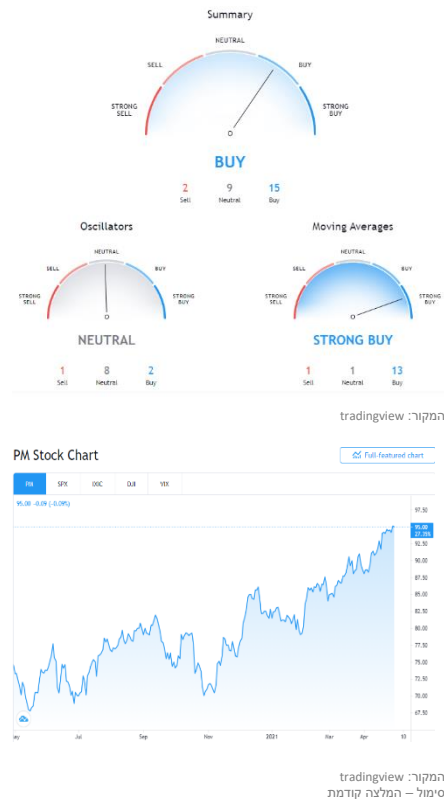 Summary
NEUTRAL
SELL
BUY
STRONG SELL
STRONG BUY
BUY
2 9 15
Sell Neutral Buy
Oscillators
NEUTRAL
SELL
BUY
STRONG SELL
STRONG BUY
NEUTRAL
1 8 2
Sell Neutral Buy
Moving Averages
NEUTRAL
SELL
BUY
STRONG SELL
STRONG BUY
STRONG BUY
1 1 13
Sell Neutral Buy
המקור: tradingview
PM Stock Chart
Full-featured chart
PM SPX IXIC DJI VIX
95.00 -0.09 (-0.09%)
97.50
95.00
27.75%
92.50
90.00
87.50
85.00
82.50
80.00
77.50
75.00
72.50
70.00
67.50
ay Jul Sep Nov 2021 Mar Apr 13
המקור: tradingview
סימול – המלצה קודמת